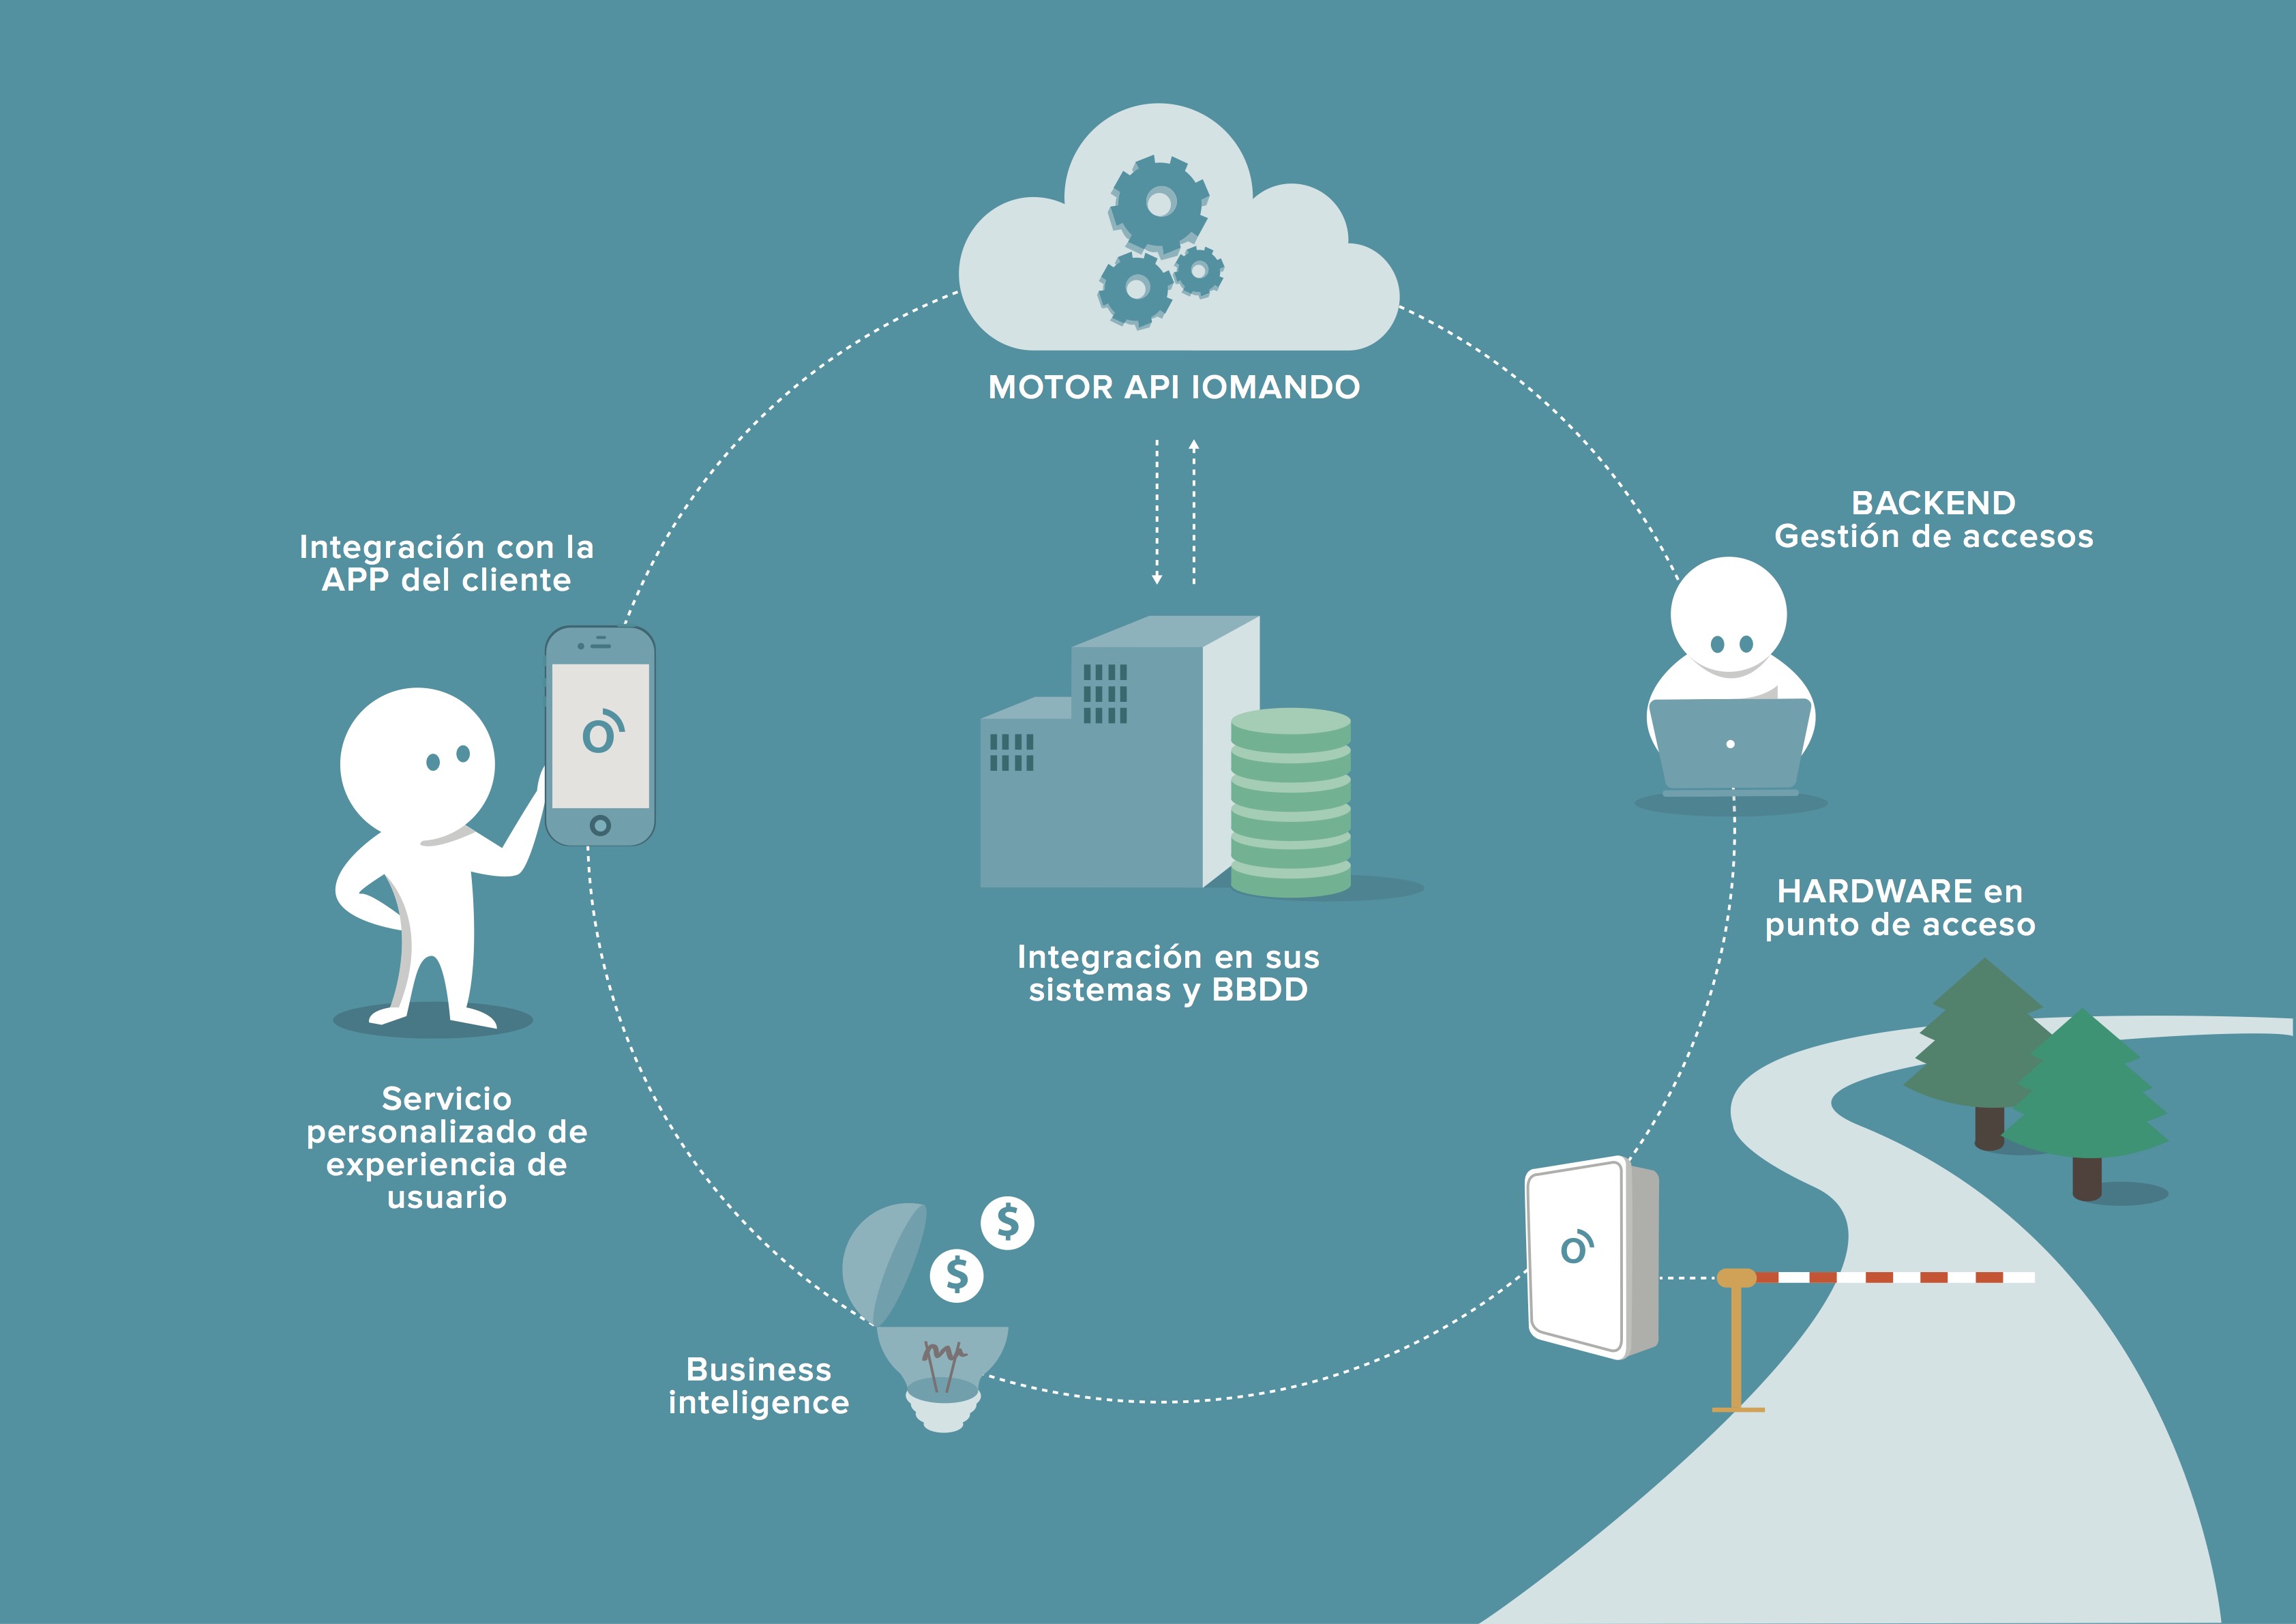 MOTOR API IOMANDO
BACKEND
Gestión de accesos
Integración con la
APP del cliente
HARDWARE en
punto de acceso
Integración en sus
sistemas y BBDD
Servicio
personalizado de
experiencia de
usuario
$
$
Business
inteligence